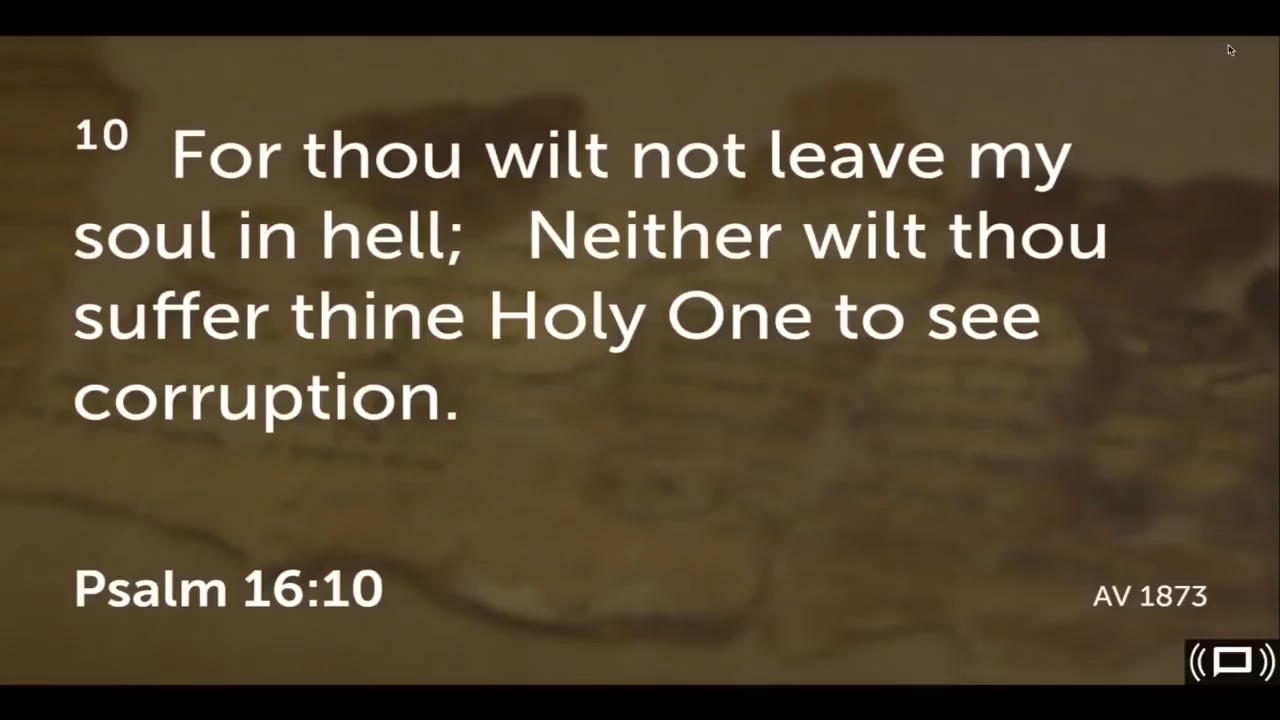 10 For thou wilt not leave my
soul in hell; Neither wilt thou
suffer thine Holy One to see
corruption.
Psalm 16:10
AV 1873